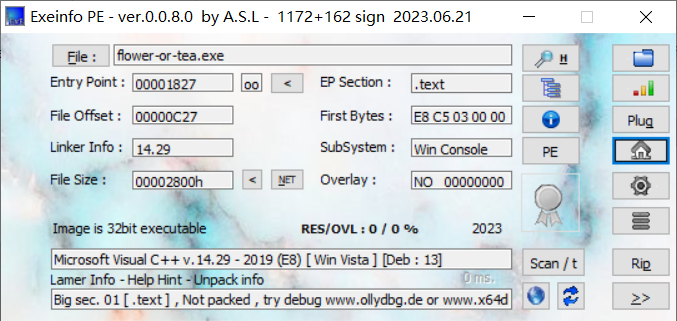 Exeinfo PE - ver.0.0.8.0 by A.S.L - 1172+162 sign 2023.06.21
File : flower-or-tea.exe H
Entry Point : 00001827 oo < EP Section : .text
File Offset : 00000C27 First Bytes : E8 C5 03 00 00 Plug
Linker Info : 14.29 SubSystem : Win Console PE
File Size : 00002800h < NET Overlay : NO 00000000
Image is 32bit executable RES/OVL : 0 / 0 % 2023
Microsoft Visual C++ v.14.29 - 2019 (E8) [ Win Vista ] [Deb : 13] Scan / t Rip
Lamer Info - Help Hint - Unpack info 0 ms.
Big sec. 01 [ .text ] , Not packed , try debug www.ollydbg.de or www.x64d >>